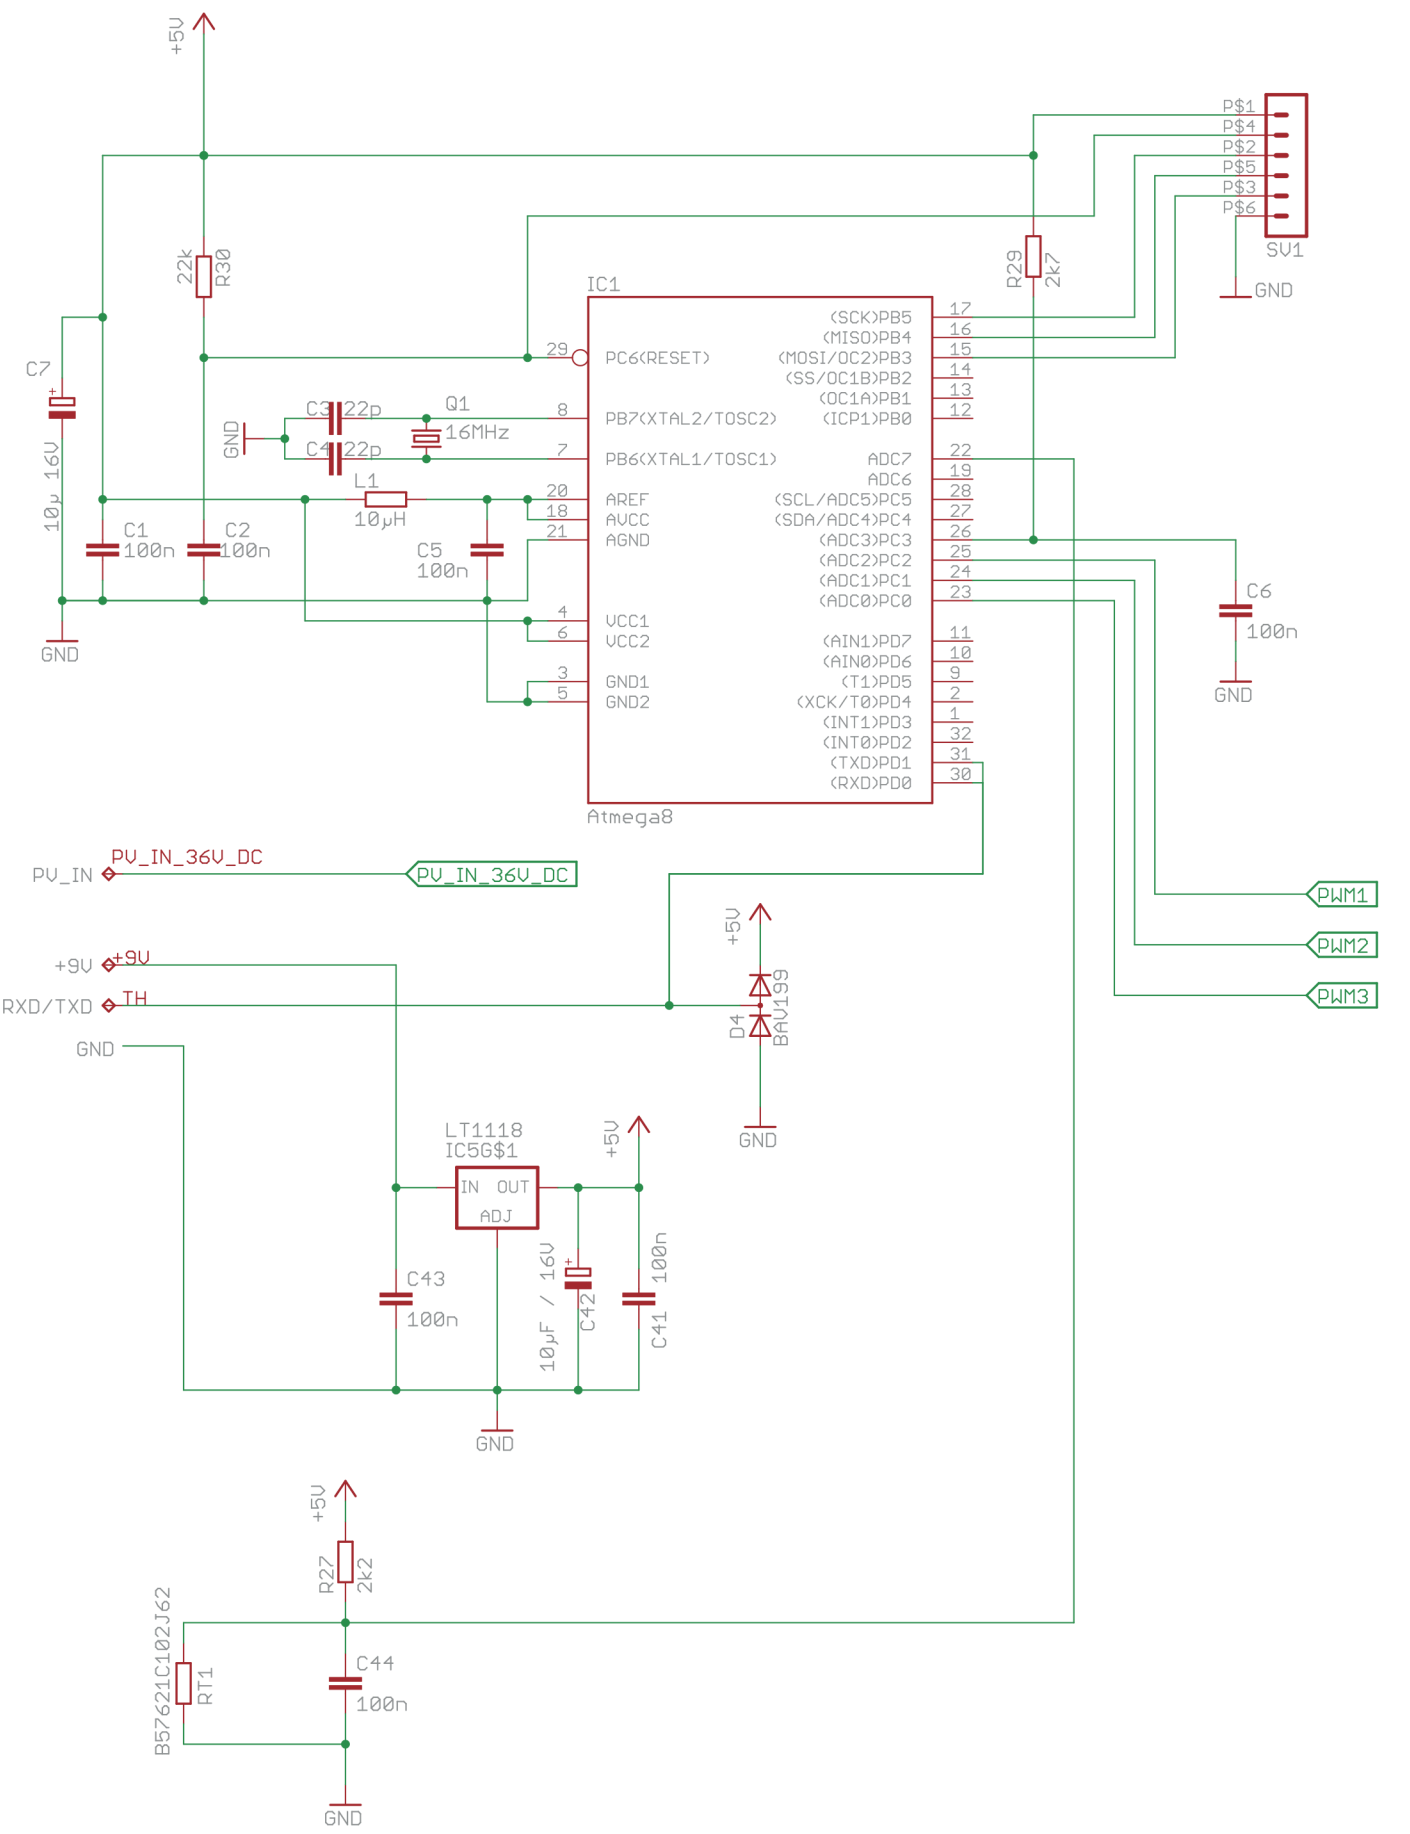 +5V
P$1
P$4
P$2
P$5
P$3
P$6
SV1
GND
22k
R30
R29
2k7
C7
10µ 16V
IC1
17
(SCK)PB5
16
(MISO)PB4
29
PC6(RESET)
15
(MOSI/OC2)PB3
14
(SS/OC1B)PB2
13
(OC1A)PB1
12
(ICP1)PB0
GND
C3
22p
C4
22p
Q1
16MHz
8
PB7(XTAL2/TOSC2)
7
PB6(XTAL1/TOSC1)
22
ADC7
19
ADC6
L1
10µH
20
AREF
18
AVCC
21
AGND
28
(SCL/ADC5)PC5
27
(SDA/ADC4)PC4
26
(ADC3)PC3
25
(ADC2)PC2
24
(ADC1)PC1
23
(ADC0)PC0
C1
100n
C2
100n
C5
100n
C6
100n
GND
GND
4
VCC1
6
VCC2
3
GND1
5
GND2
11
(AIN1)PD7
10
(AIN0)PD6
9
(T1)PD5
2
(XCK/T0)PD4
1
(INT1)PD3
32
(INT0)PD2
31
(TXD)PD1
30
(RXD)PD0
Atmega8
PV_IN
PV_IN_36V_DC
PV_IN_36V_DC
PWM1
PWM2
PWM3
+9V
+9V
RXD/TXD
TH
GND
+5V
D4
BAV199
GND
LT1118
IC5G$1
IN OUT
ADJ
+5V
C43
100n
10µF / 16V
C42
100n
C41
GND
+5V
R27
2k2
B57621C102J62
RT1
C44
100n
GND